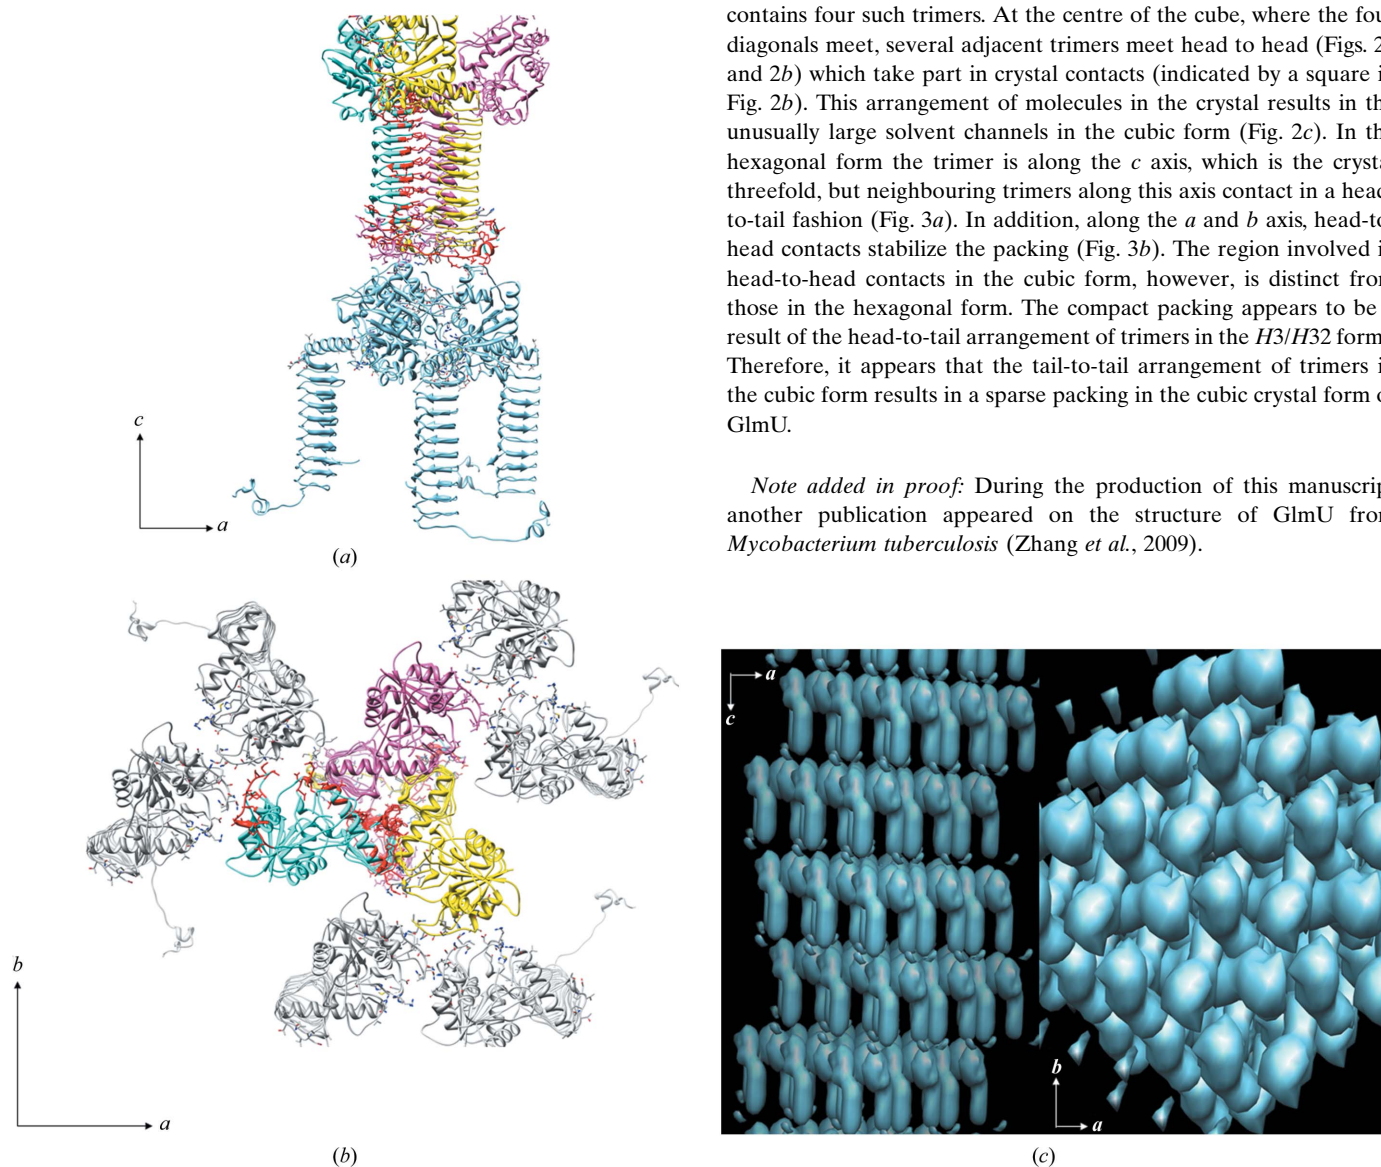 c
a
(a)
b
a
(b)
contains four such trimers. At the centre of the cube, where the fou
diagonals meet, several adjacent trimers meet head to head (Figs. 2
and 2b) which take part in crystal contacts (indicated by a square i
Fig. 2b). This arrangement of molecules in the crystal results in th
unusually large solvent channels in the cubic form (Fig. 2c). In th
hexagonal form the trimer is along the c axis, which is the crysta
threefold, but neighbouring trimers along this axis contact in a head
to-tail fashion (Fig. 3a). In addition, along the a and b axis, head-to
head contacts stabilize the packing (Fig. 3b). The region involved i
head-to-head contacts in the cubic form, however, is distinct fro
those in the hexagonal form. The compact packing appears to be
result of the head-to-tail arrangement of trimers in the H3/H32 form
Therefore, it appears that the tail-to-tail arrangement of trimers i
the cubic form results in a sparse packing in the cubic crystal form o
GlmU.
Note added in proof: During the production of this manuscrip
another publication appeared on the structure of GlmU fro
Mycobacterium tuberculosis (Zhang et al., 2009).
a
c
b
a
(c)